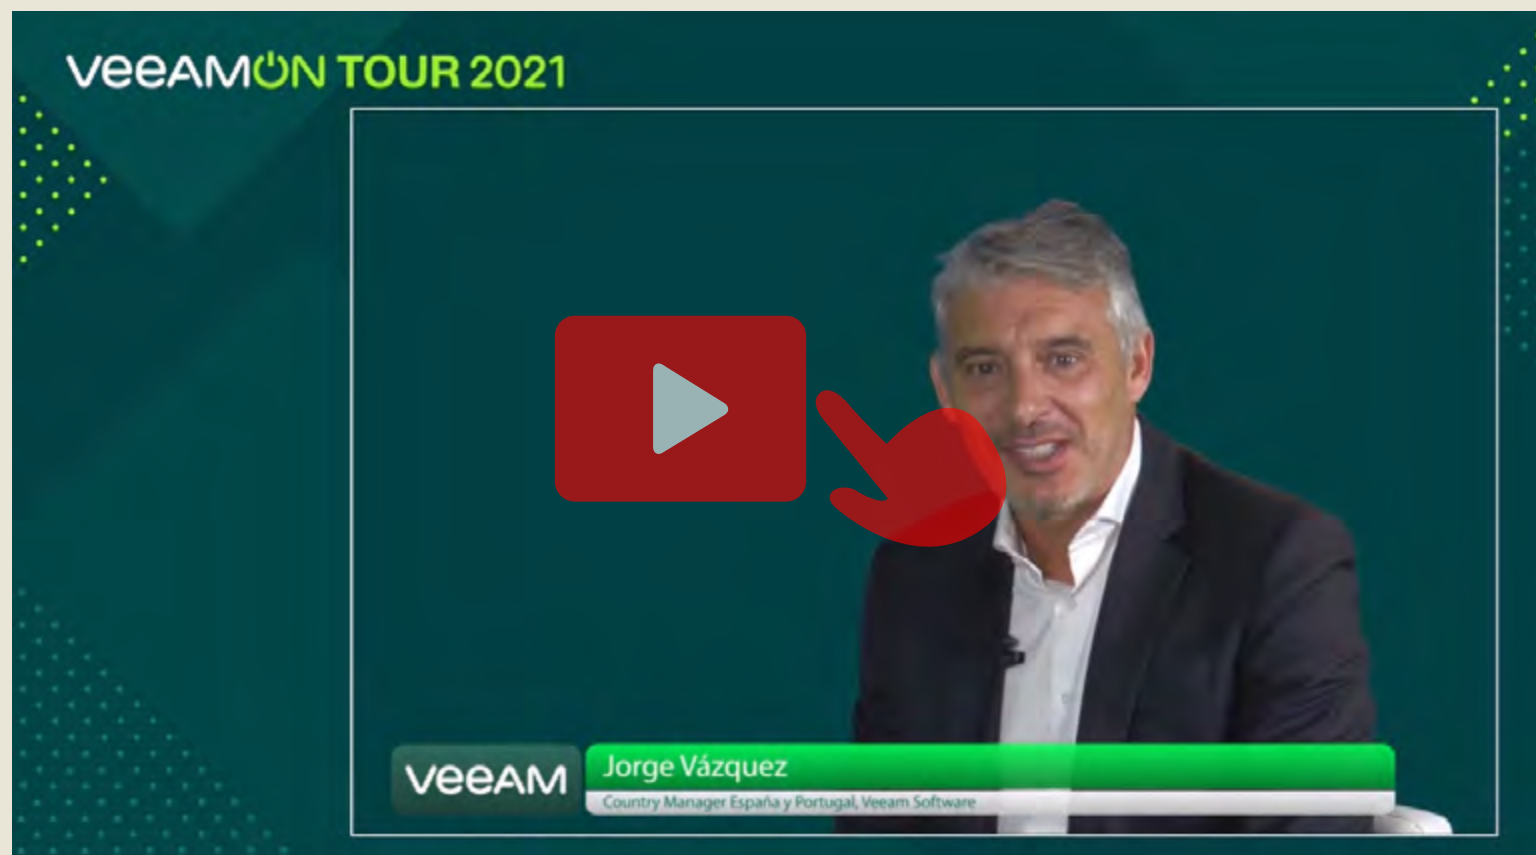 VEEAMON TOUR 2021
VEEAM
Jorge Vázquez
Country Manager España y Portugal, Veeam Software